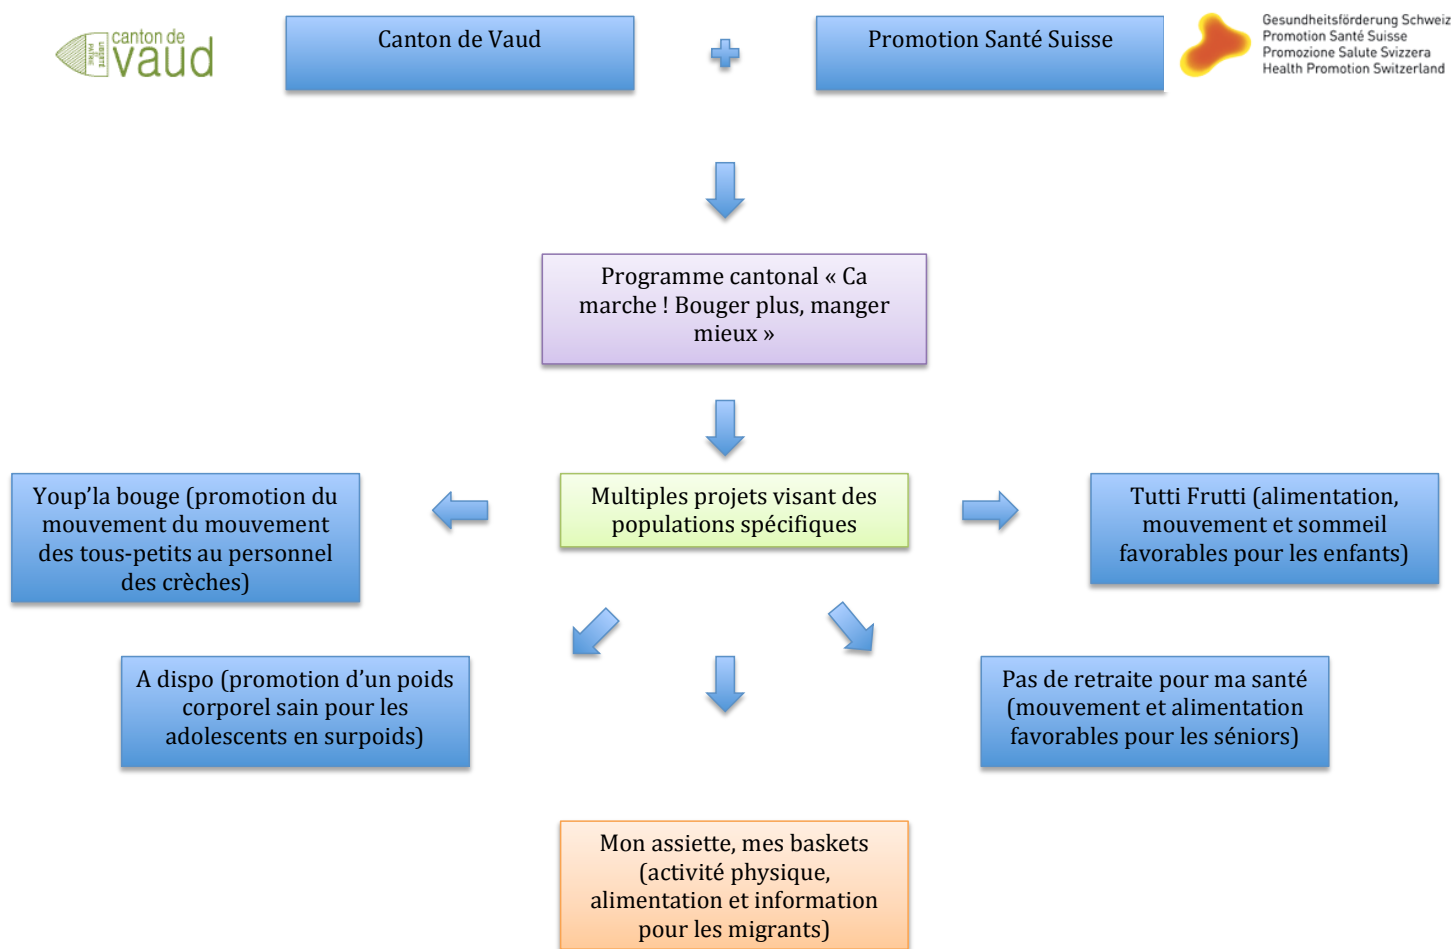 canton de
vaud
LIBERTÉ
ET
PATRIE
Canton de Vaud
Promotion Santé Suisse
Gesundheitsförderung Schweiz
Promotion Santé Suisse
Promozione Salute Svizzera
Health Promotion Switzerland
Programme cantonal « Ca
marche ! Bouger plus, manger
mieux »
Youp’la bouge (promotion du
mouvement du mouvement
des tous-petits au personnel
des crèches)
Multiples projets visant des
populations spécifiques
Tutti Frutti (alimentation,
mouvement et sommeil
favorables pour les enfants)
A dispo (promotion d’un poids
corporel sain pour les
adolescents en surpoids)
Pas de retraite pour ma santé
(mouvement et alimentation
favorables pour les séniors)
Mon assiette, mes baskets
(activité physique,
alimentation et information
pour les migrants)